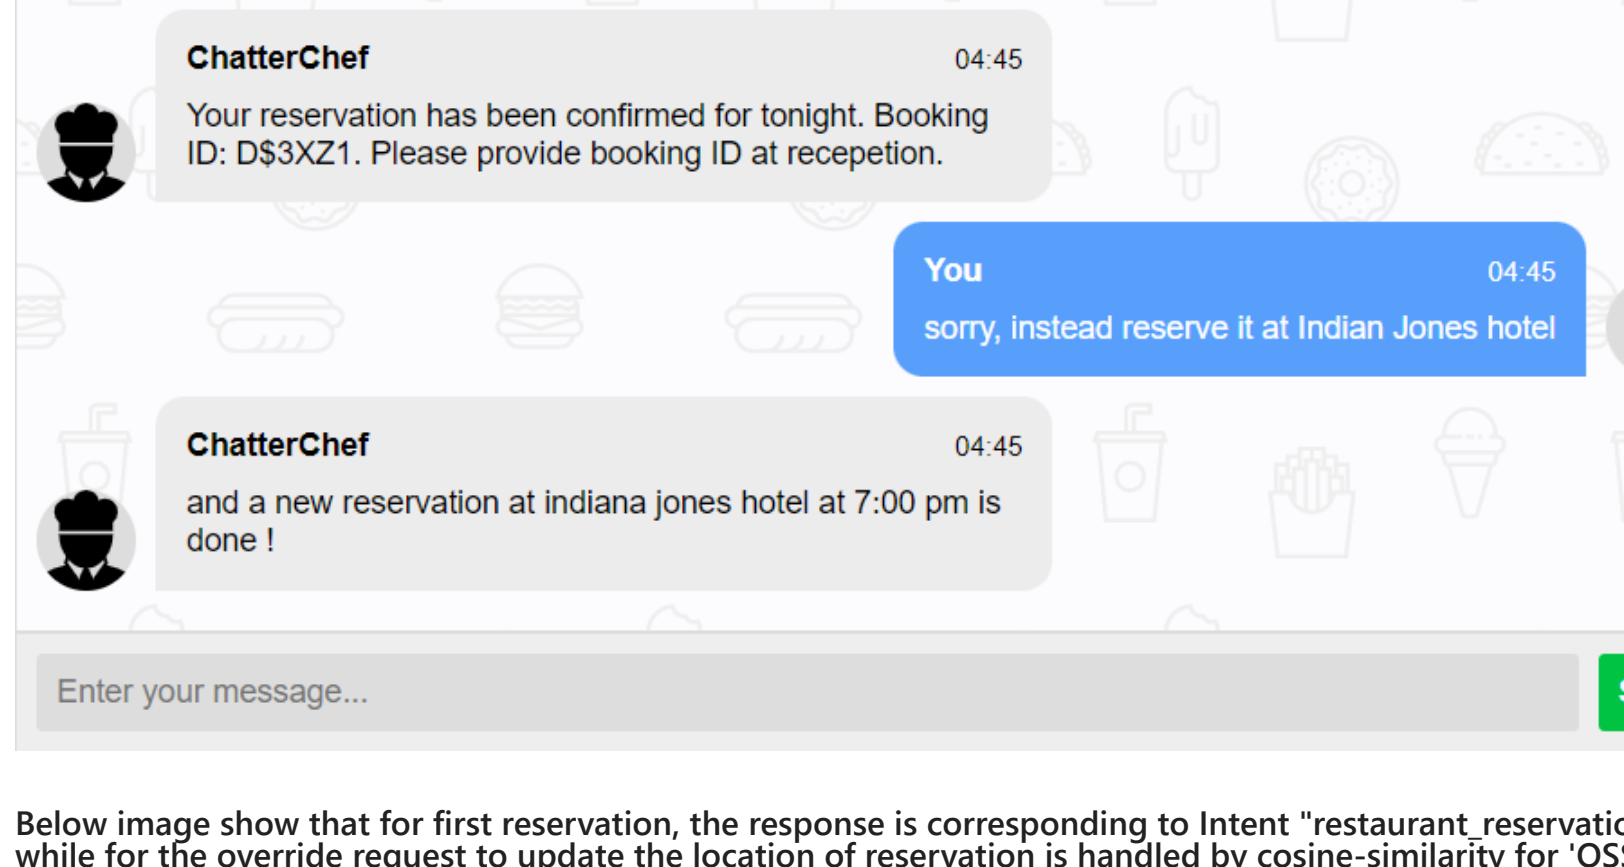 ChatterChef 04:45
Your reservation has been confirmed for tonight. Booking
ID: D$3XZ1. Please provide booking ID at recepetion.
You 04:45
sorry, instead reserve it at Indian Jones hotel
ChatterChef 04:45
and a new reservation at indiana jones hotel at 7:00 pm is
done !
Enter your message...
Below image show that for first reservation, the response is corresponding to Intent "restaurant_reservatio
while for the override request to update the location of reservation is handled by cosine-similarity for 'OS